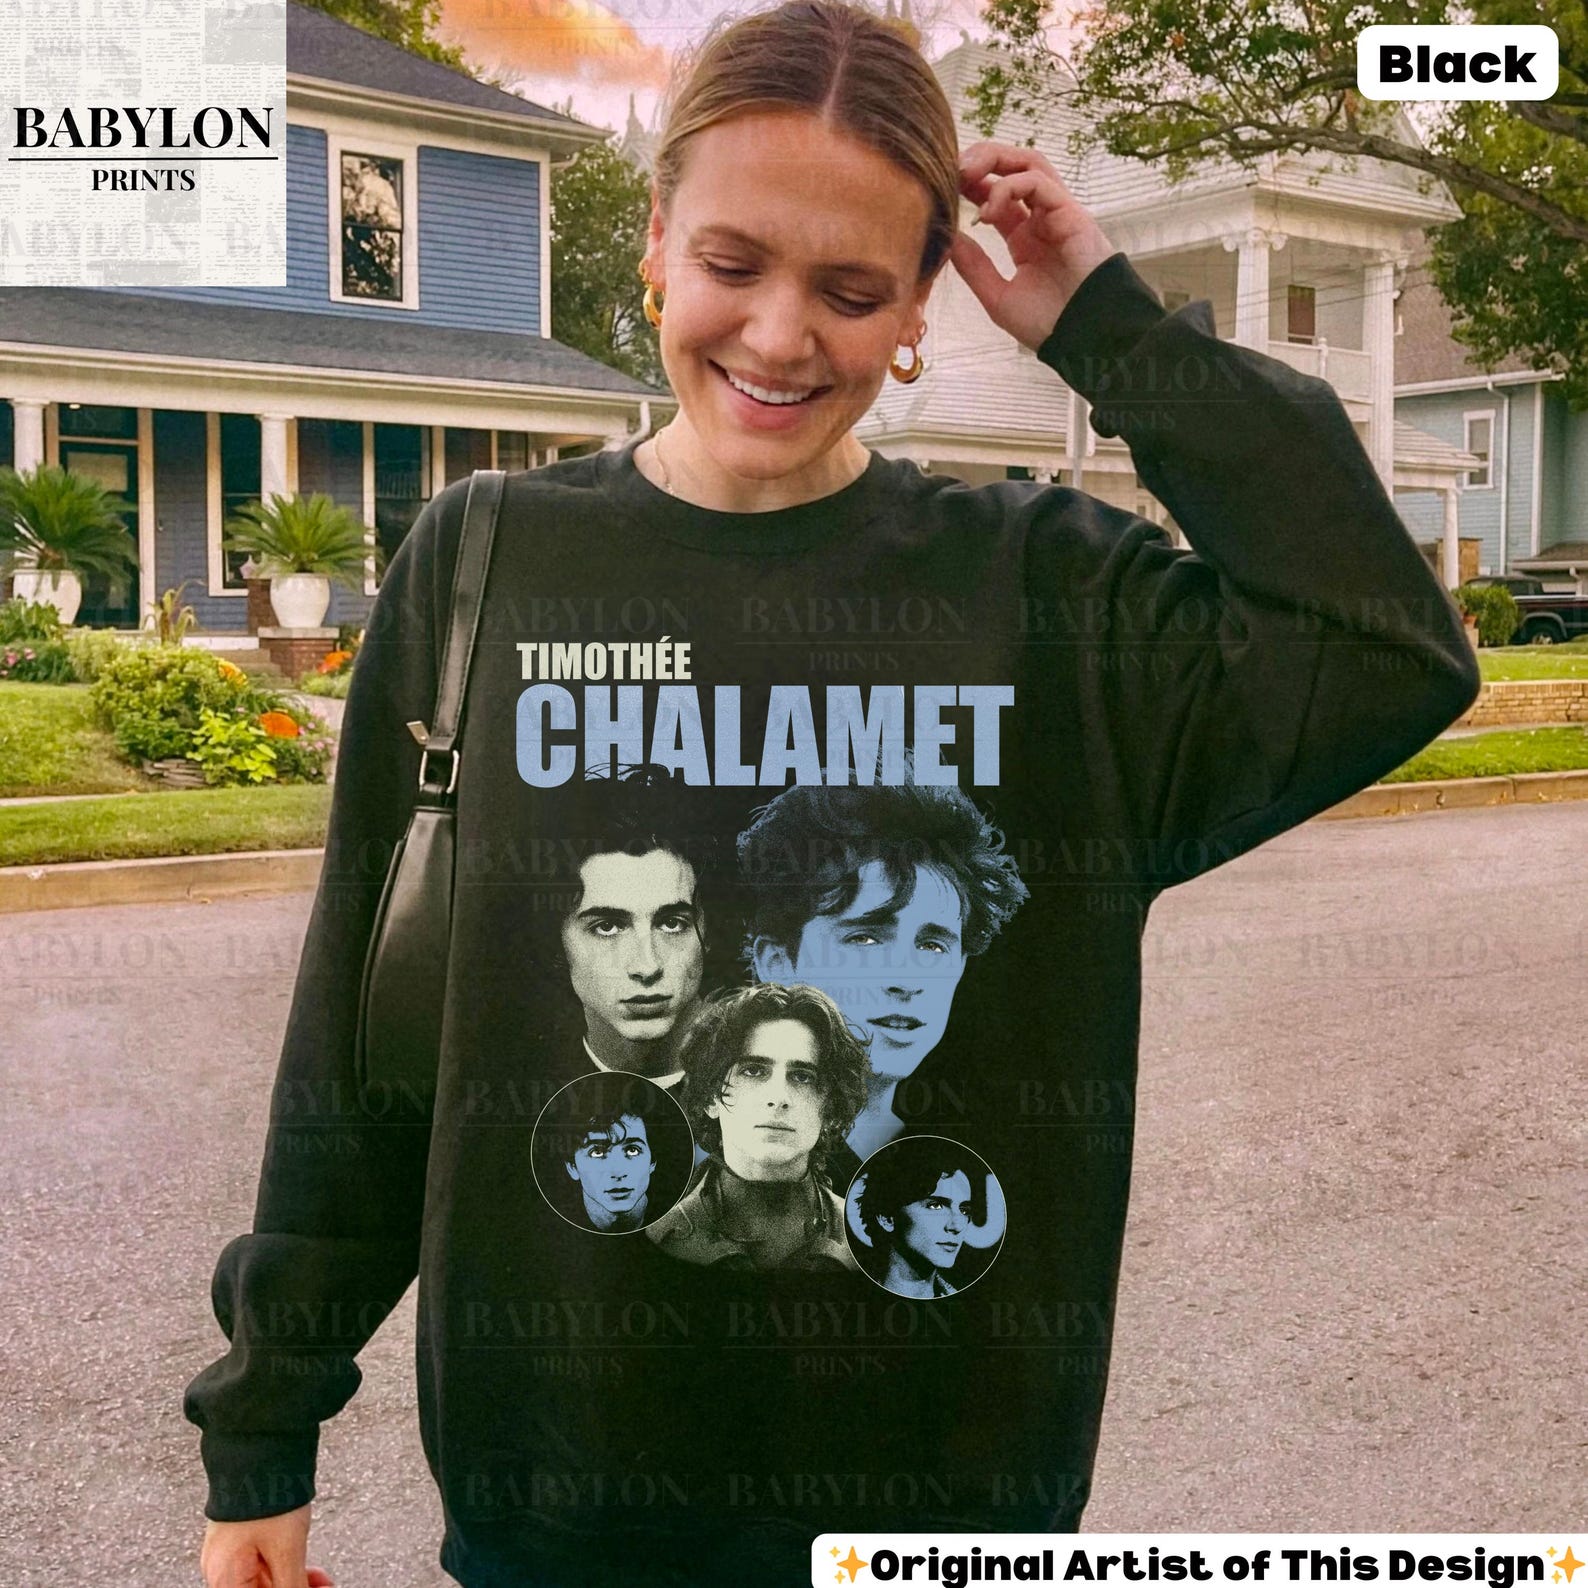 BABYLON
PRINTS
Black
TIMOTHÉE
CHALAMET
✨Original Artist of This Design✨